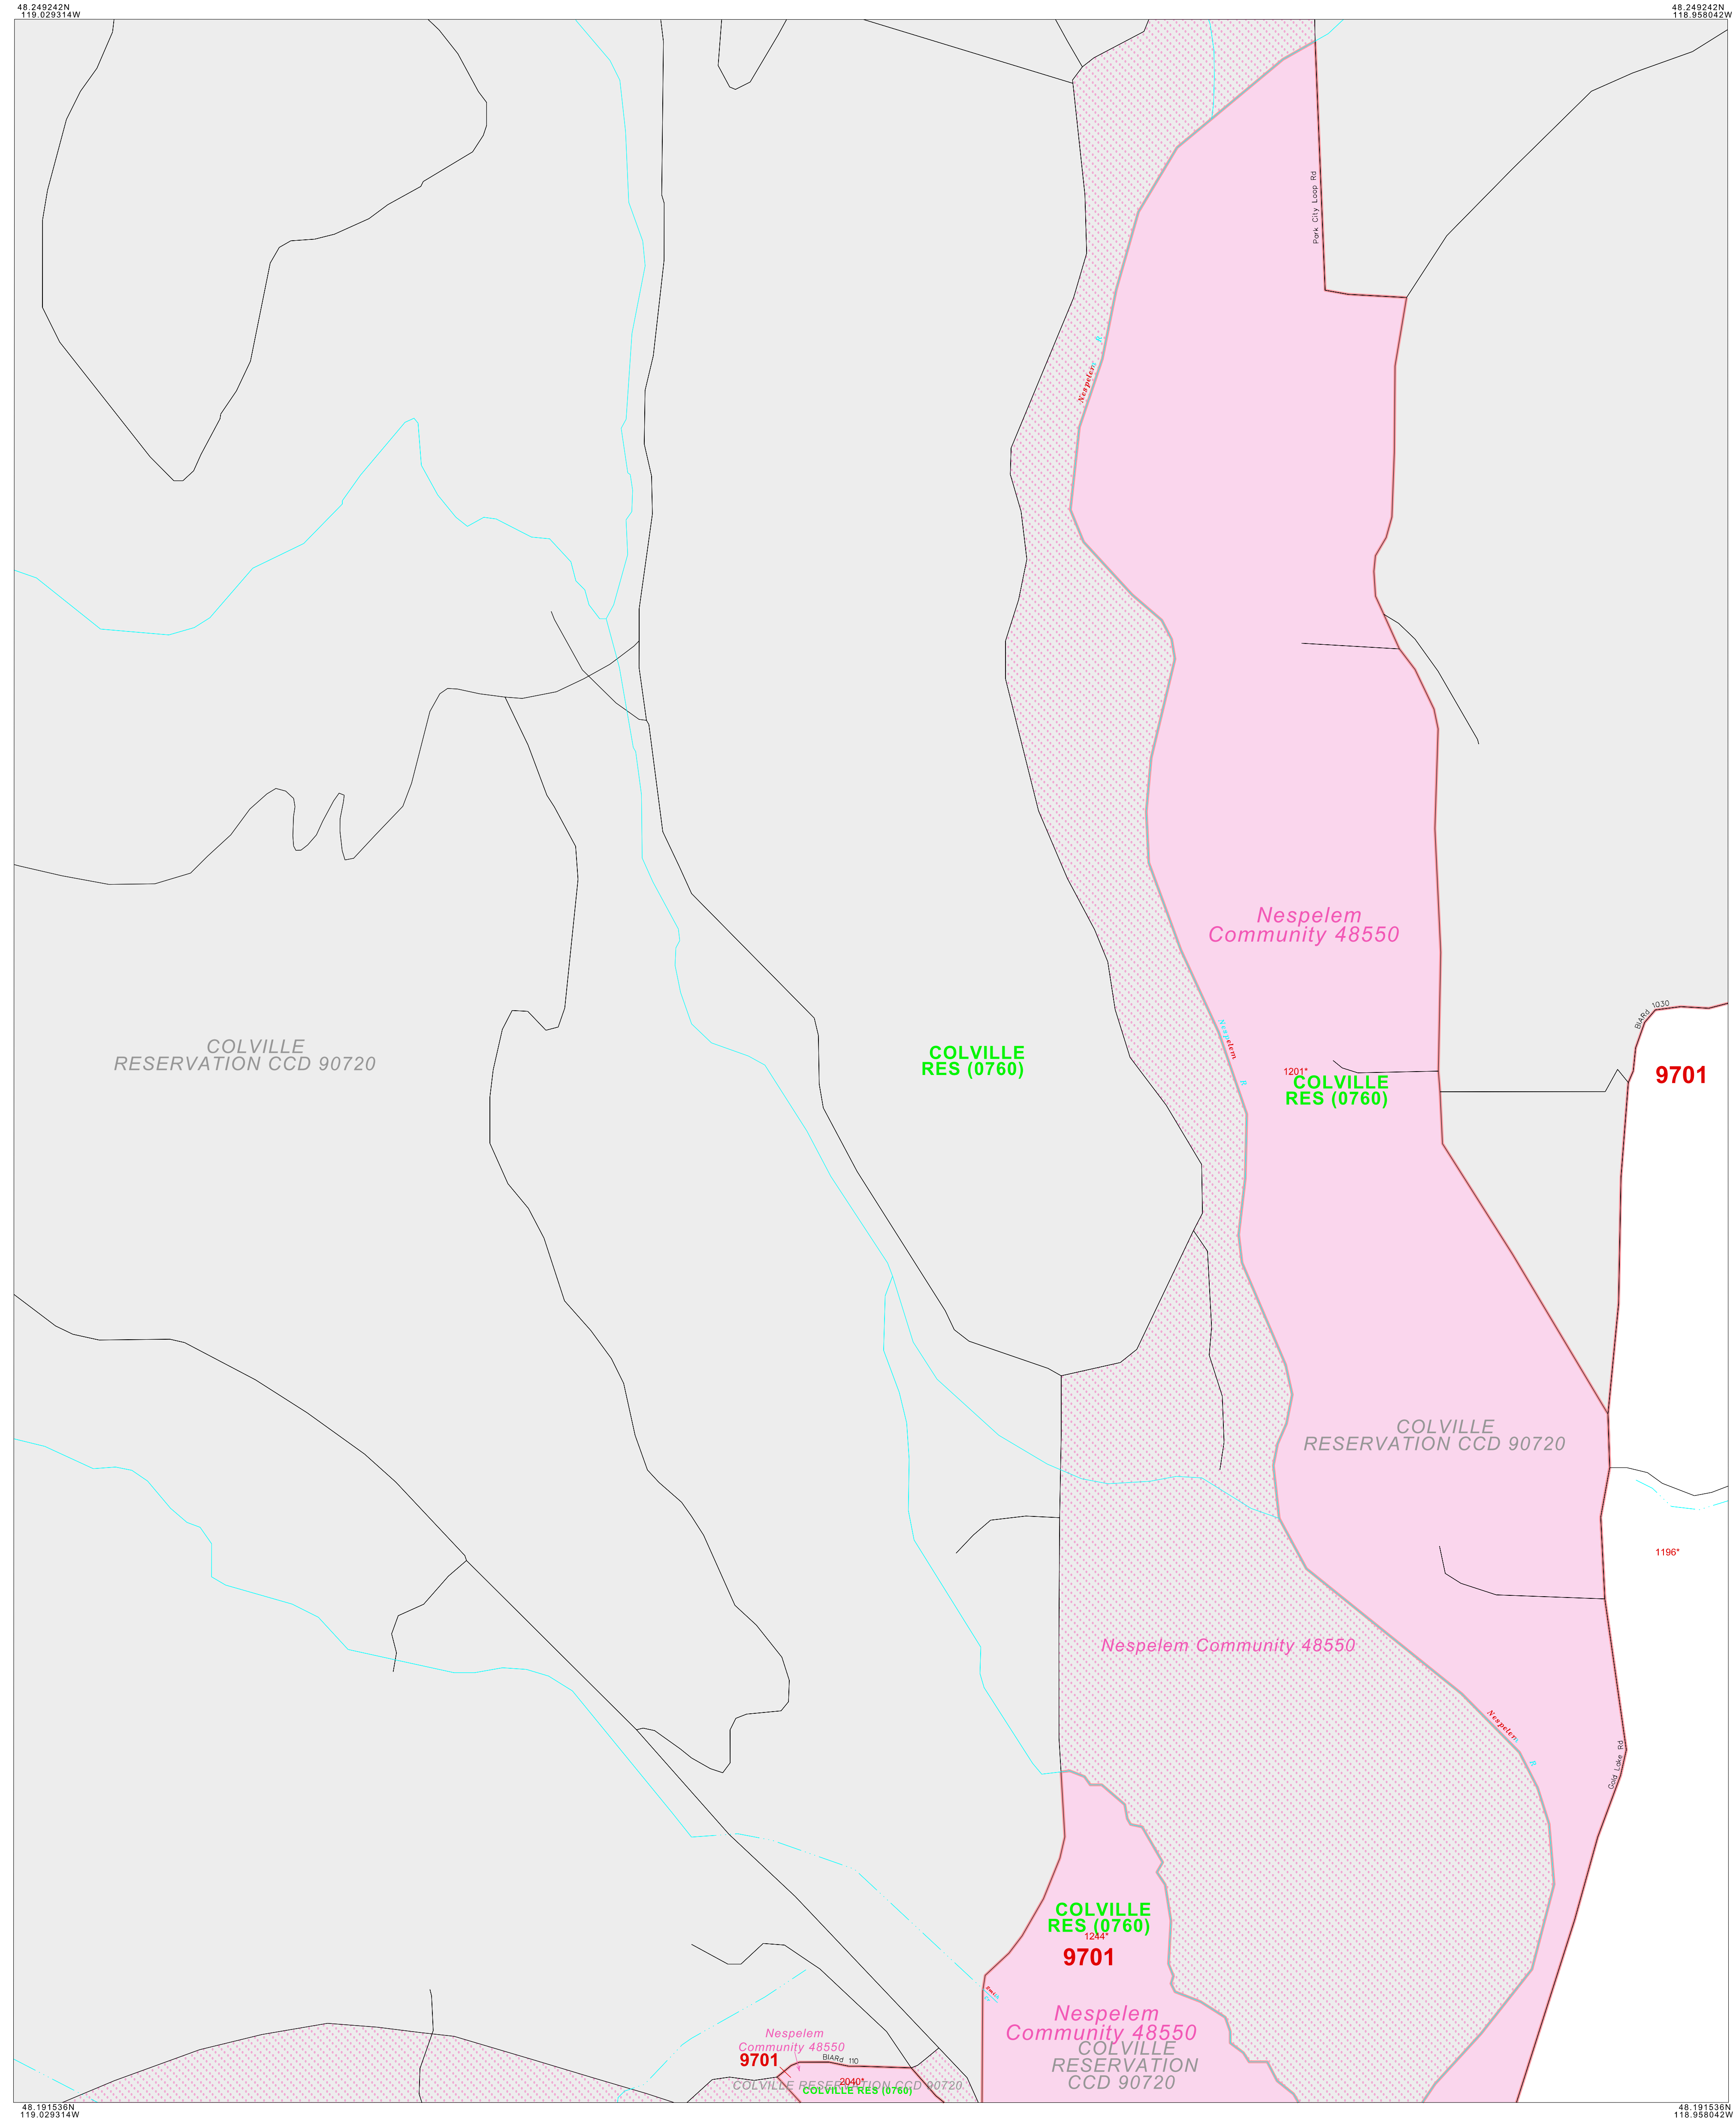 48.249242N
119.029314W
48.249242N
118.958042W
Park City Loop Rd
Nespelem R
Nespelem
Community 48550
BIARd 1030
COLVILLE
RESERVATION CCD 90720
COLVILLE
RES (0760)
Nespelem R
1201*
COLVILLE
RES (0760)
9701
COLVILLE
RESERVATION CCD 90720
1196*
Nespelem Community 48550
Nespelem R
Gold Lake Rd
COLVILLE
RES (0760)
1244*
9701
Nespelem
Community 48550
COLVILLE
RESERVATION
CCD 90720
Nespelem
Community 48550
9701
BIARd 110
2040*
COLVILLE RESERVATION CCD 90720
COLVILLE RES (0760)
48.191536N
119.029314W
48.191536N
118.958042W